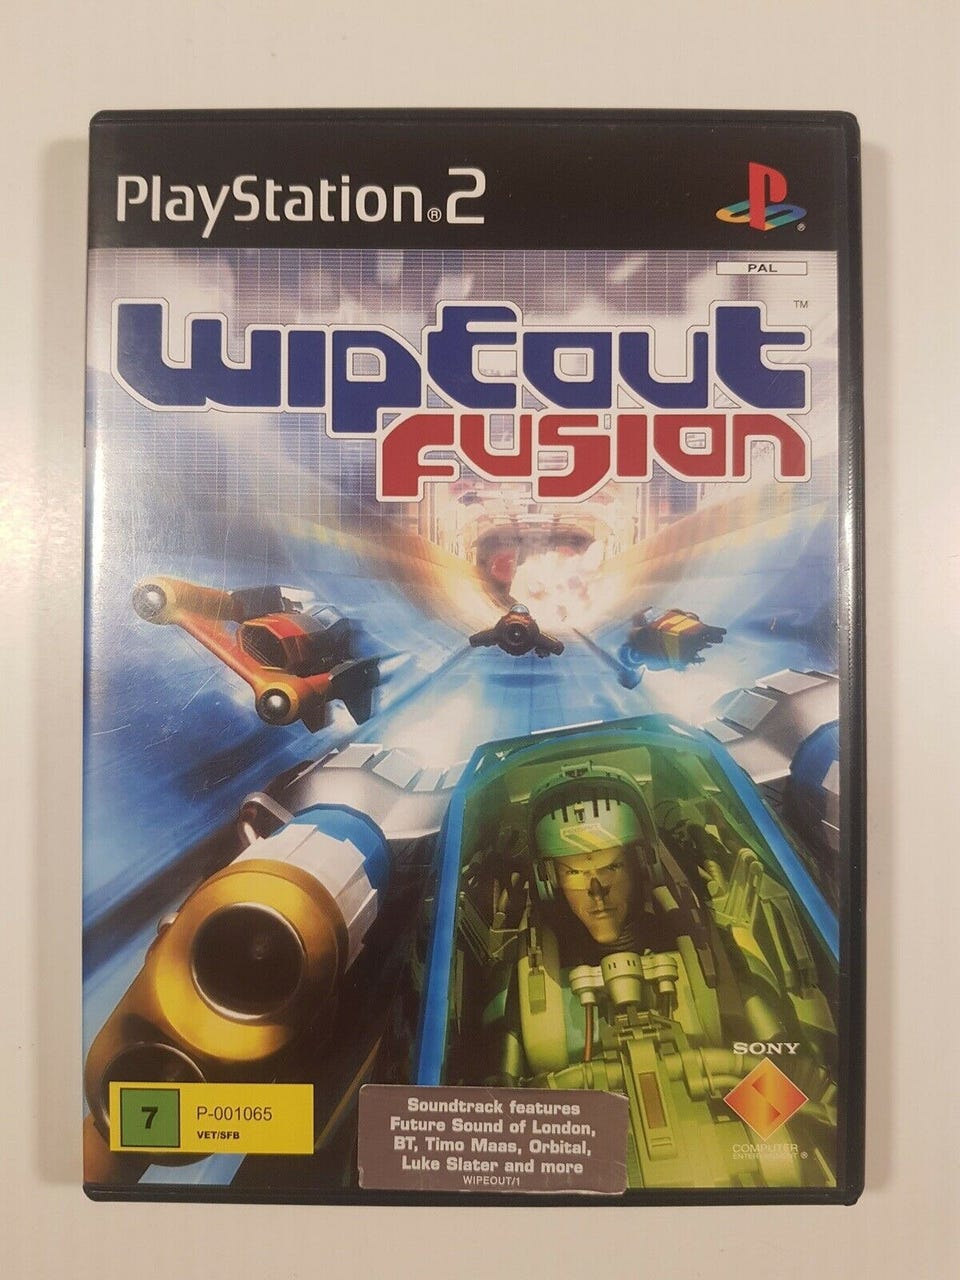 PlayStation®2
®
PAL
wipEout
™
fusion
SONY
7
P-001065
VET/SFB
Soundtrack features
Future Sound of London,
BT, Timo Maas, Orbital,
Luke Slater and more
WIPEOUT/1
COMPUTER
ENTERTAINMENT®